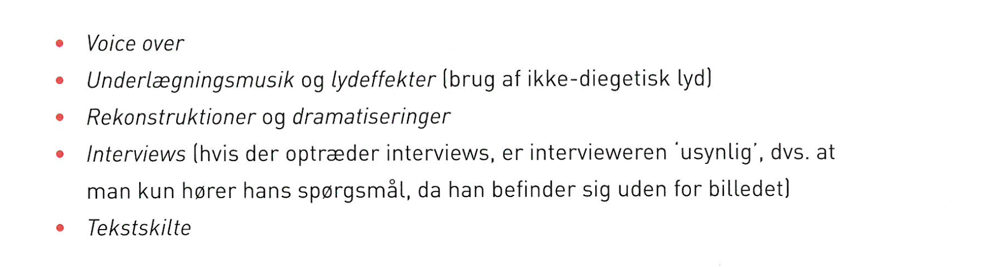 • Voice over
• Underlægningsmusik og lydeffekter (brug af ikke-diegetisk lyd)
• Rekonstruktioner og dramatiseringer
• Interviews (hvis der optræder interviews, er intervieweren ‘usynlig’, dvs. at
man kun hører hans spørgsmål, da han befinder sig uden for billedet)
• Tekstskilte